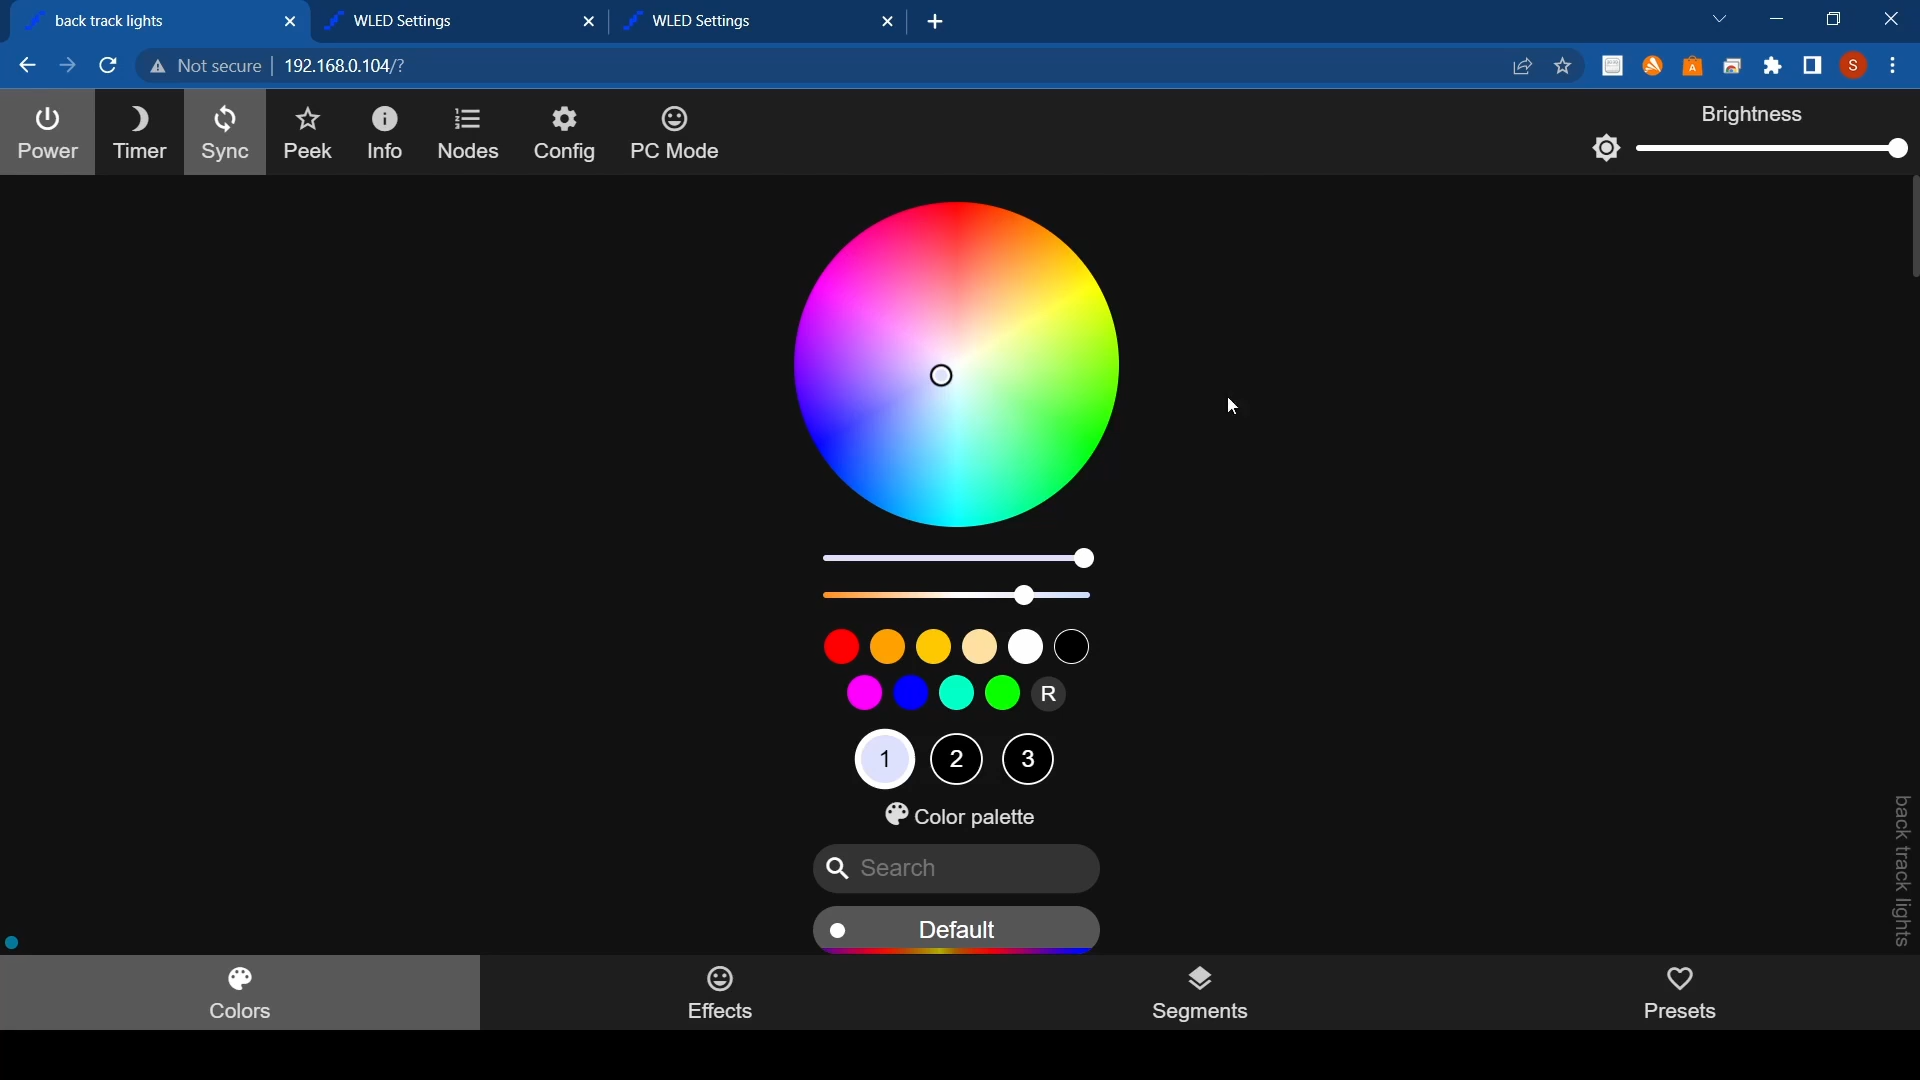 back track lights
WLED Settings
WLED Settings
Not secure
192.168.0.104/?
S
Power
Timer
Sync
Peek
Info
Nodes
Config
PC Mode
Brightness
R
1
2
3
Color palette
Search
Default
back track lights
Colors
Effects
Segments
Presets